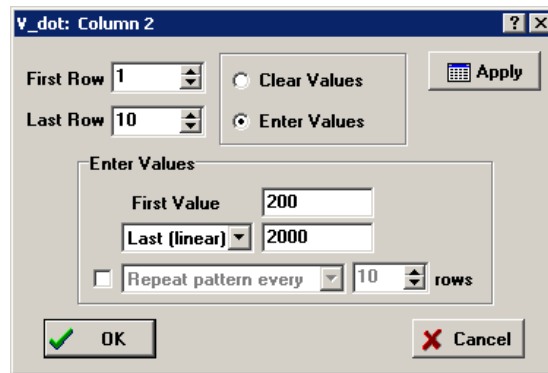 V_dot: Column 2
First Row 1
Clear Values
Apply
Last Row 10
Enter Values
Enter Values
First Value 200
Last (linear) 2000
Repeat pattern every 10 rows
OK
Cancel